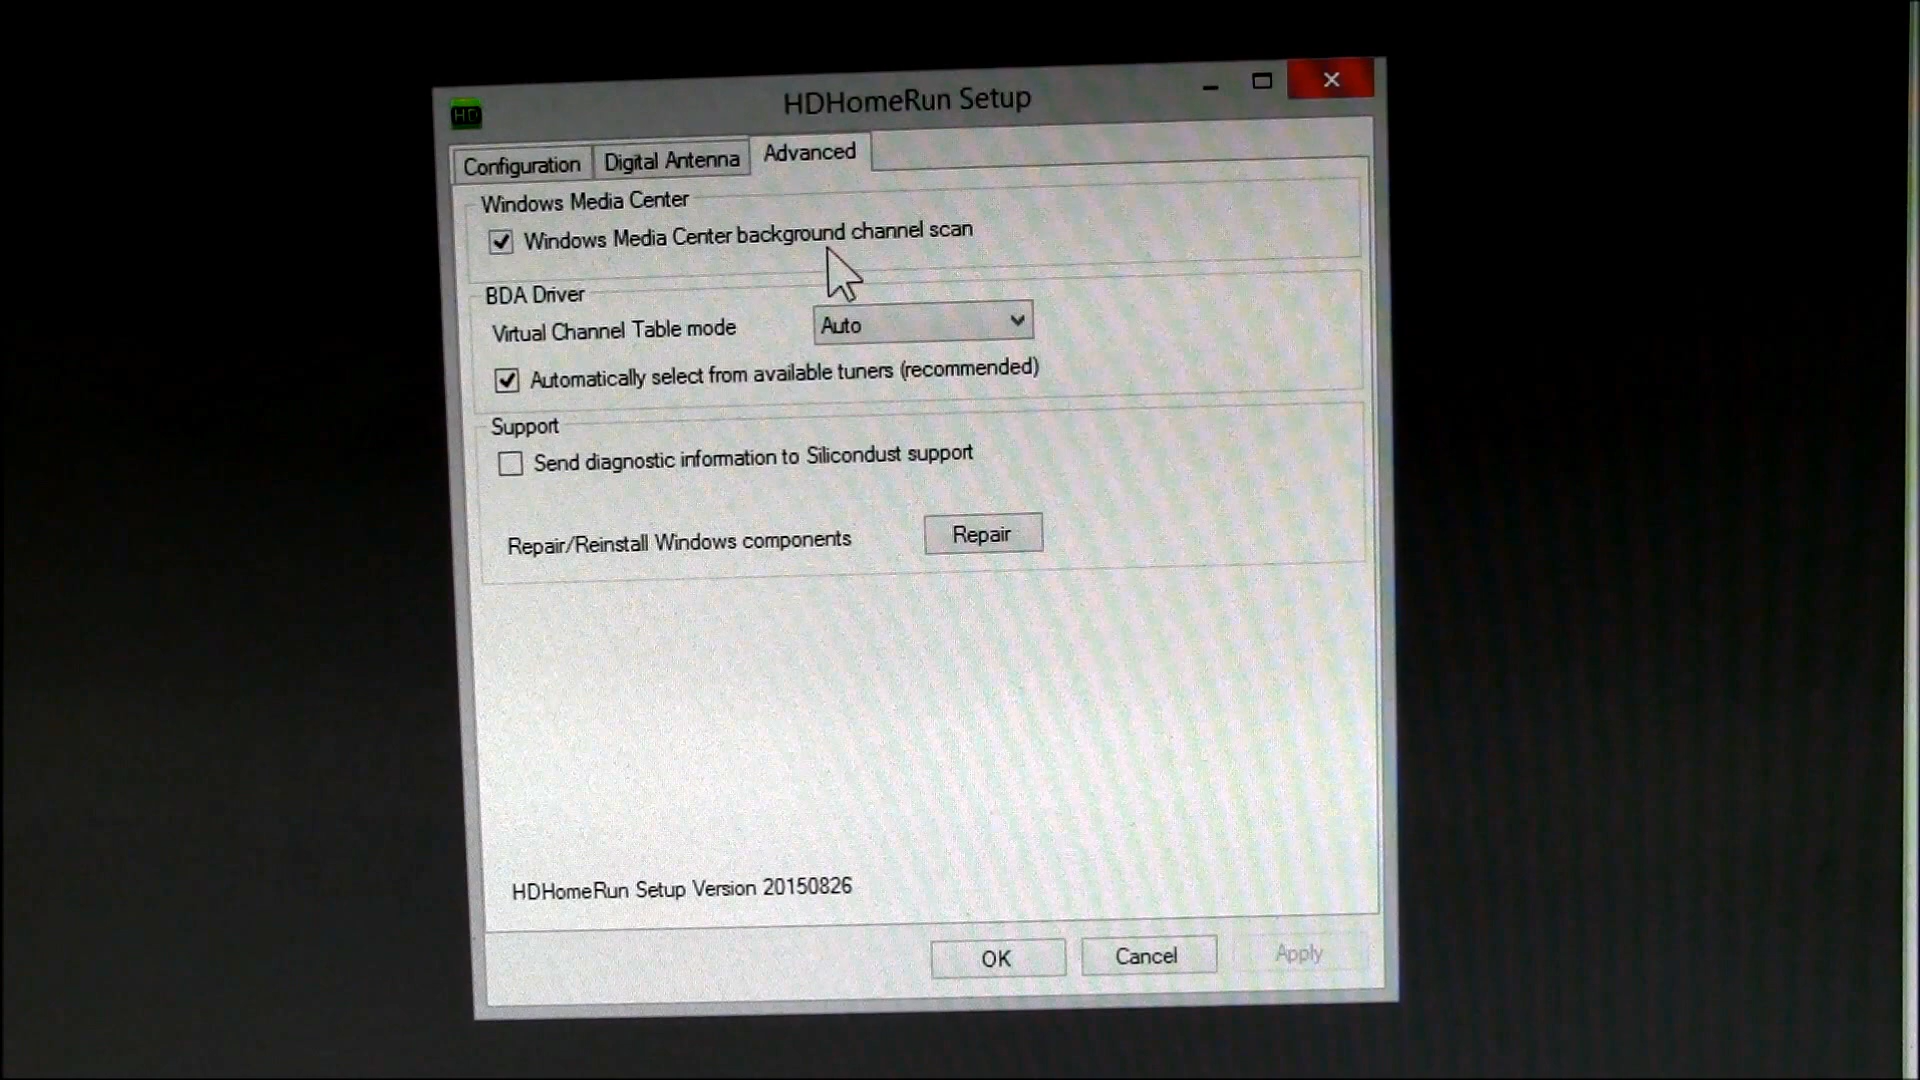 HD
HDHomeRun Setup
Configuration
Digital Antenna
Advanced
Windows Media Center
Windows Media Center background channel scan
BDA Driver
Virtual Channel Table mode
Auto
Automatically select from available tuners (recommended)
Support
Send diagnostic information to Silicondust support
Repair/Reinstall Windows components
Repair
HDHomeRun Setup Version 20150826
OK
Cancel
Apply